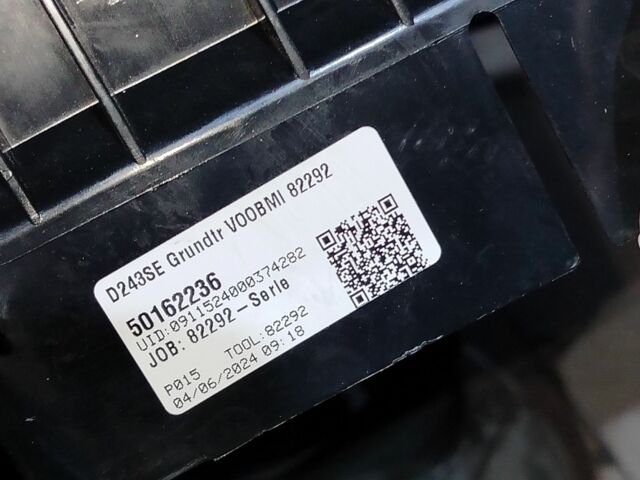 D243SE Grundtr VOOBMI 82292
50162236
UID:0911524000374282
JOB: 82292-Serie
P015 TOOL:82292
04/06/2024 09:18